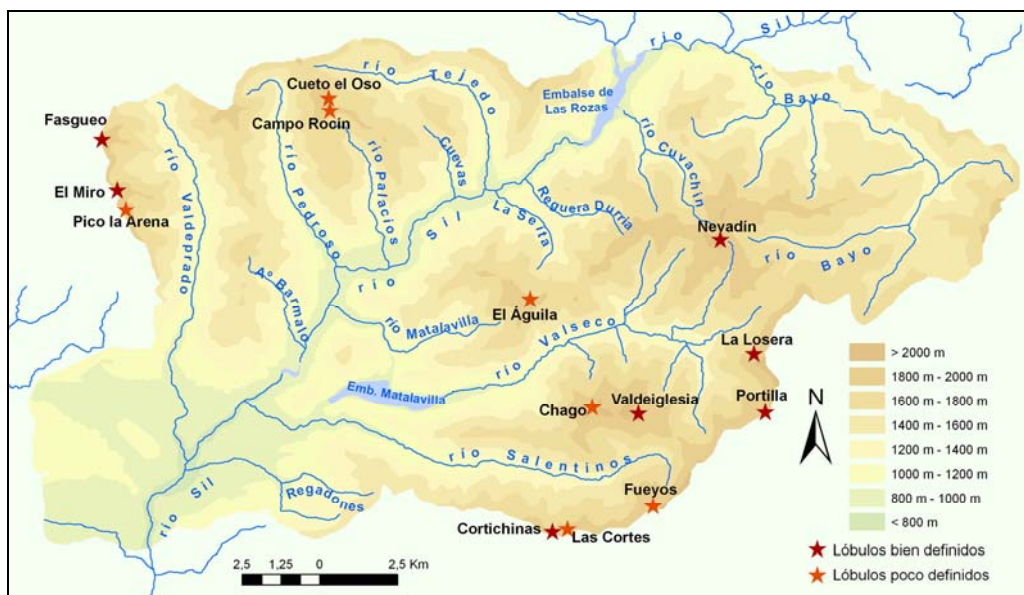 río Sil
río Bayo
Cueto el Oso
río Tejedo
Embalse de
Las Rozas
Campo Rocín
Fasgueo
río Valdeprado
río Pedroso
río Palacios
Cuevas
río Cuvachin
El Miro
Pico la Arena
Reguera Durria
La Seita
río Sil
Nevadín
río Bayo
Aº Barmalo
El Águila
río Matalavilla
río Valseco
La Losera
Emb. Matalavilla
Chago
Valdeiglesia
Portilla
N
río Salentinos
Fueyos
río Sil
Regadones
Cortichinas
Las Cortes
> 2000 m
1800 m - 2000 m
1600 m - 1800 m
1400 m - 1600 m
1200 m - 1400 m
1000 m - 1200 m
800 m - 1000 m
< 800 m
Lóbulos bien definidos
Lóbulos poco definidos
2,5 1,25 0 2,5 Km